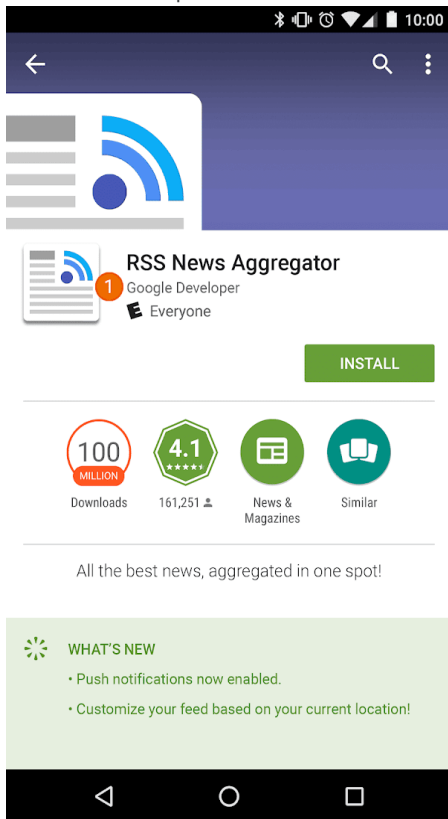 10:00
RSS News Aggregator
1
Google Developer
E Everyone
INSTALL
100
MILLION
4.1
Downloads
161,251
News &
Magazines
Similar
All the best news, aggregated in one spot!
WHAT'S NEW
• Push notifications now enabled.
• Customize your feed based on your current location!